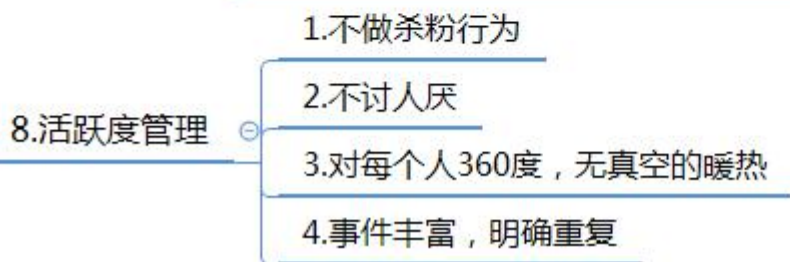 1.不做杀粉行为
2.不讨人厌
8.活跃度管理
3.对每个人360度，无真空的暖热
4.事件丰富，明确重复